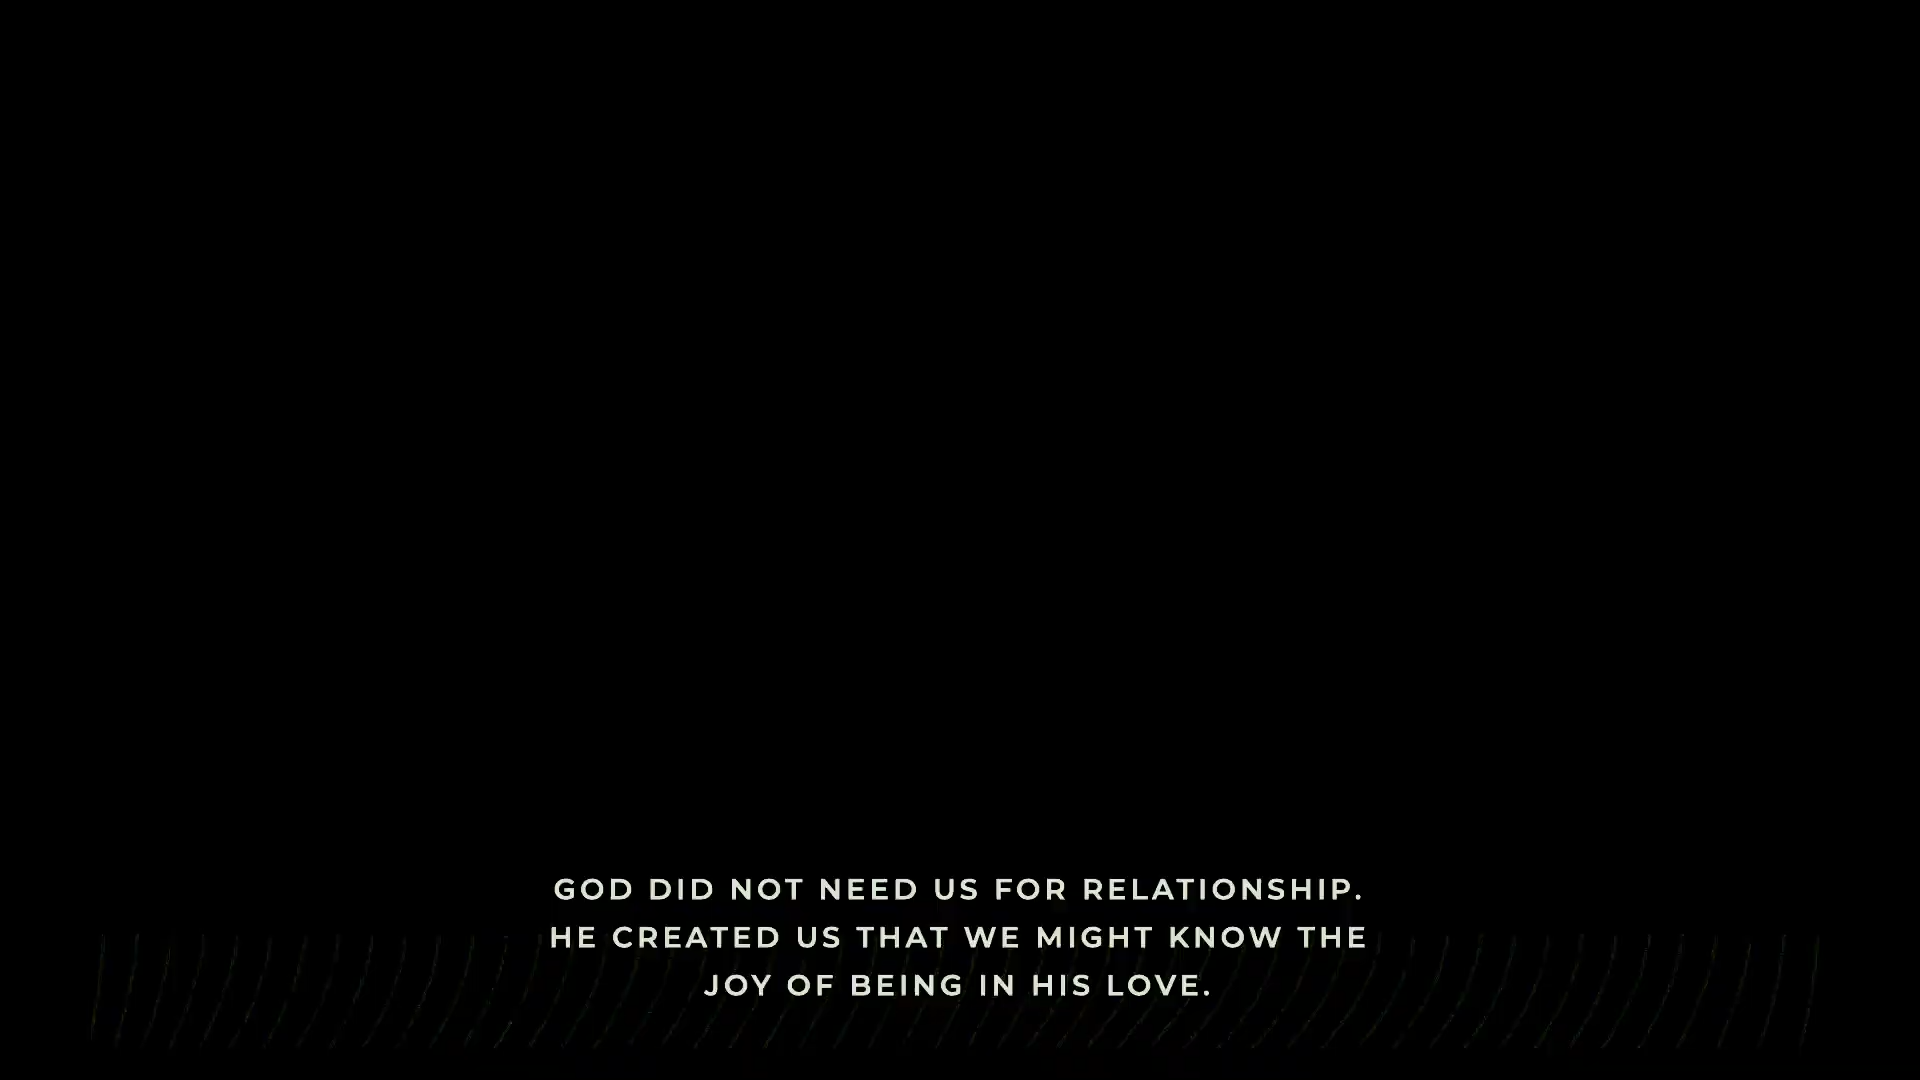 GOD DID NOT NEED US FOR RELATIONSHIP.
HE CREATED US THAT WE MIGHT KNOW THE
JOY OF BEING IN HIS LOVE.